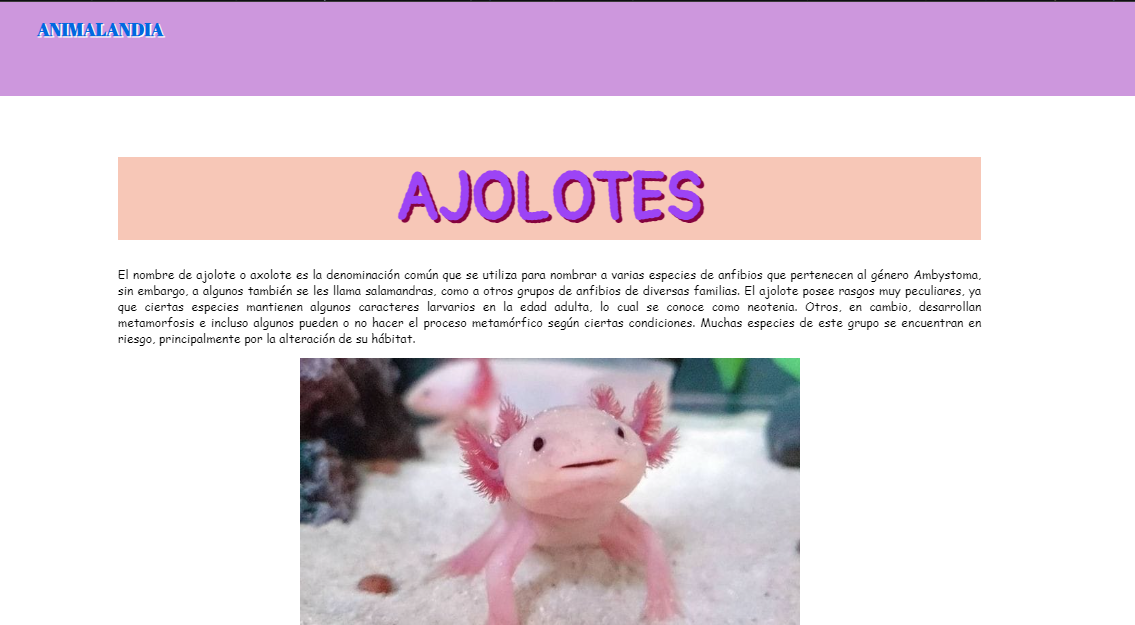 ANIMALANDIA
AJOLOTES
El nombre de ajolote o axolote es la denominación común que se utiliza para nombrar a varias especies de anfibios que pertenecen al género Ambystoma,
sin embargo, a algunos también se les llama salamandras, como a otros grupos de anfibios de diversas familias. El ajolote posee rasgos muy peculiares, ya
que ciertas especies mantienen algunos caracteres larvarios en la edad adulta, lo cual se conoce como neotenia. Otros, en cambio, desarrollan
metamorfosis e incluso algunos pueden o no hacer el proceso metamórfico según ciertas condiciones. Muchas especies de este grupo se encuentran en
riesgo, principalmente por la alteración de su hábitat.